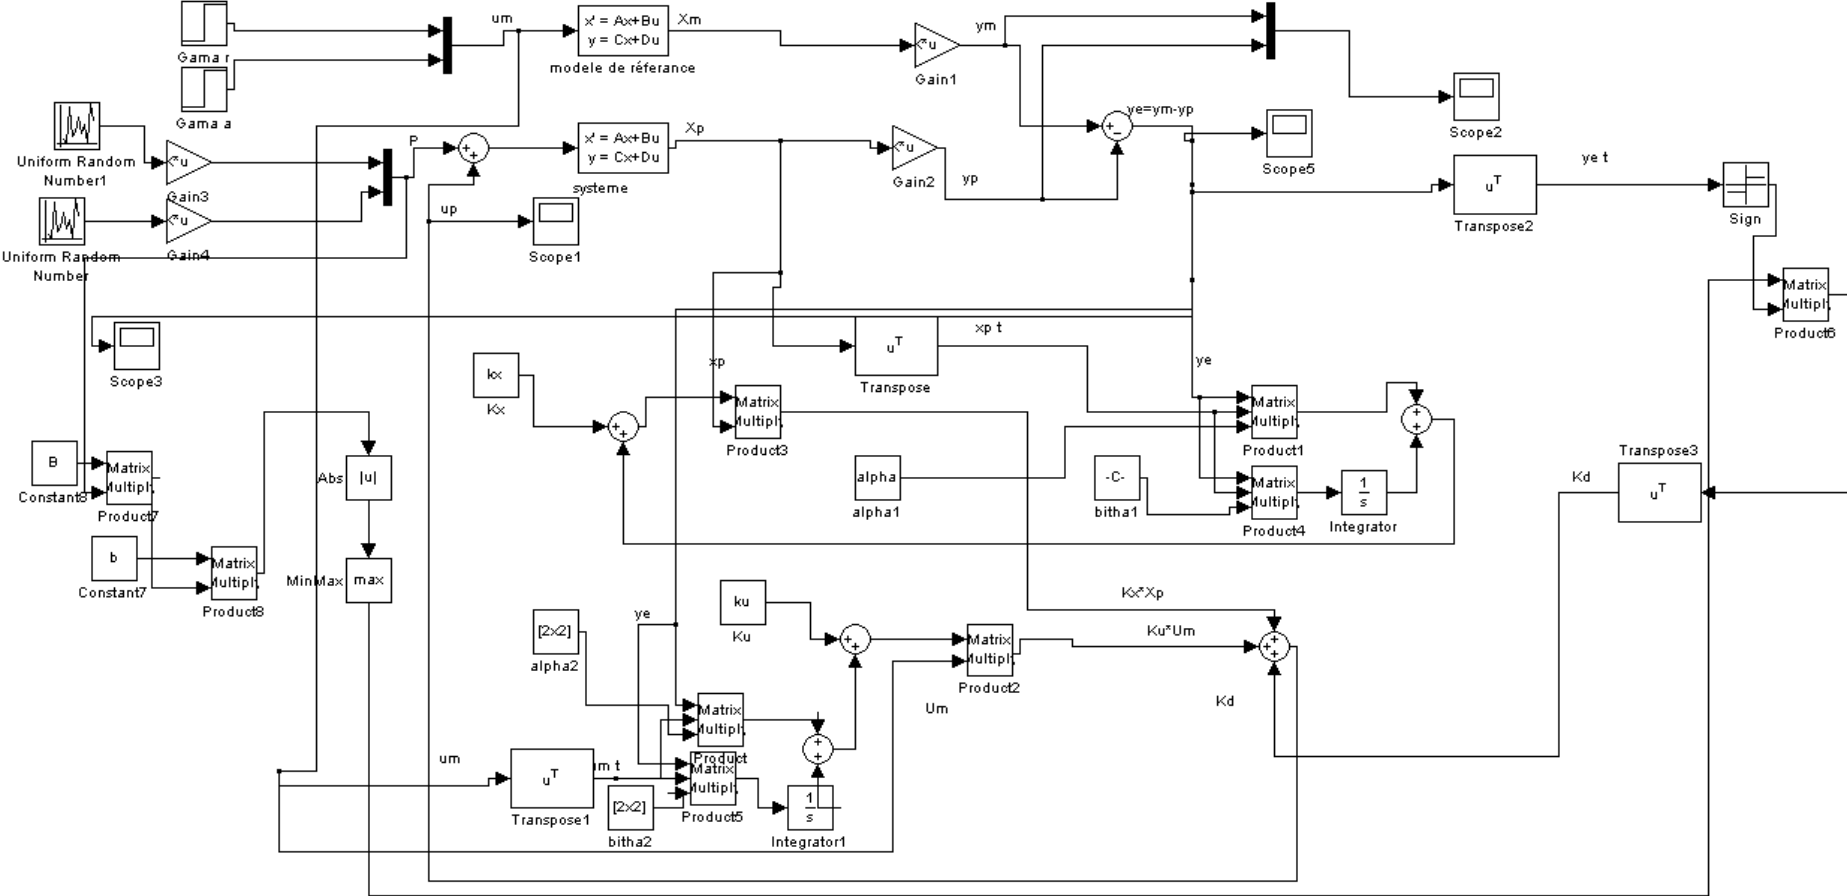 um
x' = Ax+Bu
y = Cx+Du
Xm
modele de réferance
Gama r
Gama a
ym
Gain1
ye=ym-yp
Scope2
Scope5
Uniform Random
Number1
Gain3
P
x' = Ax+Bu
y = Cx+Du
Xp
systeme
Gain2
yp
ye t
u^T
Transpose2
Sign
up
Scope1
Uniform Random
Number
Gain4
Matrix
Multipl
Product6
Scope3
kx
Kx
xp
u^T
Transpose
xp t
ye
Matrix
Multipl
Product3
Matrix
Multipl
Product1
alpha
alpha1
-C-
bitha1
Matrix
Multipl
Product4
1
s
Integrator
Transpose3
u^T
Kd
B
Constant8
Matrix
Multipl
Product7
Abs
|u|
b
Constant7
Matrix
Multipl
Product8
MinMax
max
ku
Ku
ye
[2x2]
alpha2
Kx*Xp
Ku*Um
Matrix
Multipl
Product2
Um
Kd
Matrix
Multipl
Product
um
u^T
Transpose1
um t
[2x2]
bitha2
Matrix
Multipl
Product5
1
s
Integrator1